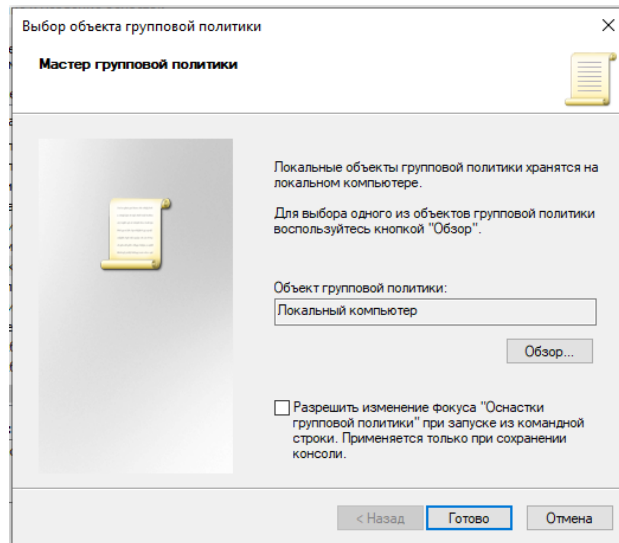 Выбор объекта групповой политики
Мастер групповой политики
Локальные объекты групповой политики хранятся на
локальном компьютере.
Для выбора одного из объектов групповой политики
воспользуйтесь кнопкой "Обзор".
Объект групповой политики:
Локальный компьютер
Обзор...
Разрешить изменение фокуса "Оснастки
групповой политики" при запуске из командной
строки. Применяется только при сохранении
консоли.
< Назад
Готово
Отмена